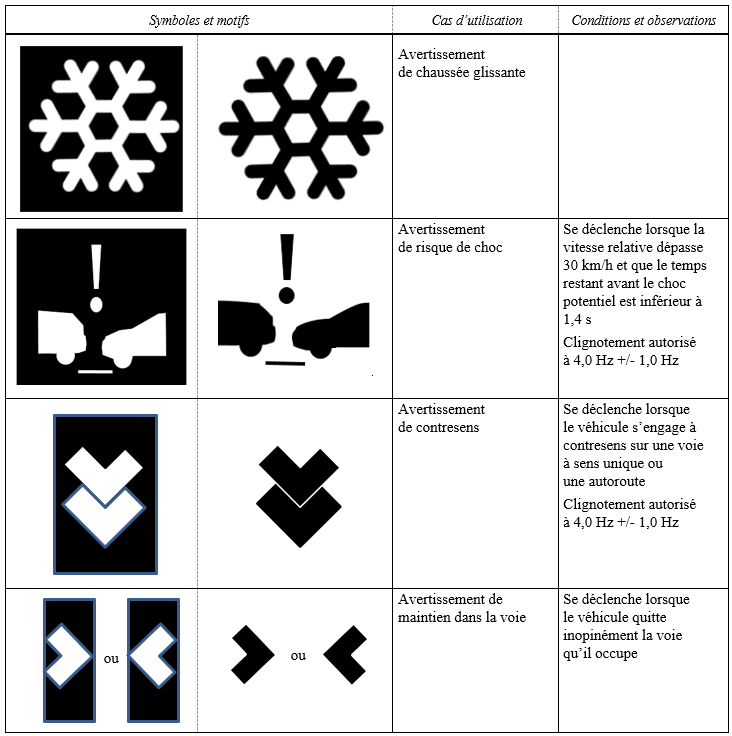 Symboles et motifs
Cas d’utilisation
Conditions et observations
Avertissement
de chaussée glissante
Avertissement
de risque de choc
Se déclenche lorsque la
vitesse relative dépasse
30 km/h et que le temps
restant avant le choc
potentiel est inférieur à
1,4 s
Clignotement autorisé
à 4,0 Hz +/- 1,0 Hz
Avertissement
de contresens
Se déclenche lorsque
le véhicule s’engage à
contresens sur une voie
à sens unique ou
une autoroute
Clignotement autorisé
à 4,0 Hz +/- 1,0 Hz
ou
ou
Avertissement de
maintien dans la voie
Se déclenche lorsque
le véhicule quitte
inopinément la voie
qu’il occupe